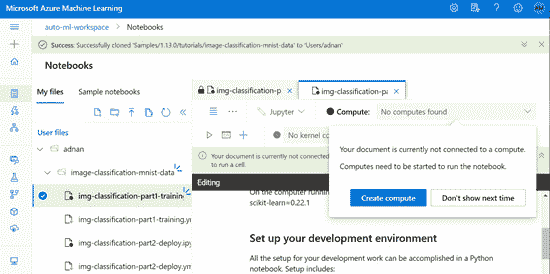 Microsoft Azure Machine Learning
auto-ml-workspace > Notebooks
Success: Successfully cloned 'Samples/1.13.0/tutorials/image-classification-mnist-data' to 'Users/adnan'
Notebooks
My files
Sample notebooks
User files
adnan
image-classification-mnist-data
img-classification-part1-training
img-classification-part1-training.yr
img-classification-part2-deploy.ipy
img-classification-part2-deploy.ym
img-classification-p
img-classification-pa
Jupyter
Compute:
No computes found
No kernel co
Your document is currently not connected
to run a cell.
Editing
Your document is currently not connected to a compute.
Computes need to be started to run the notebook.
Create compute
Don't show next time
On the computer running
scikit-learn=0.22.1
Set up your development environment
All the setup for your development work can be accomplished in a Python
notebook. Setup includes: